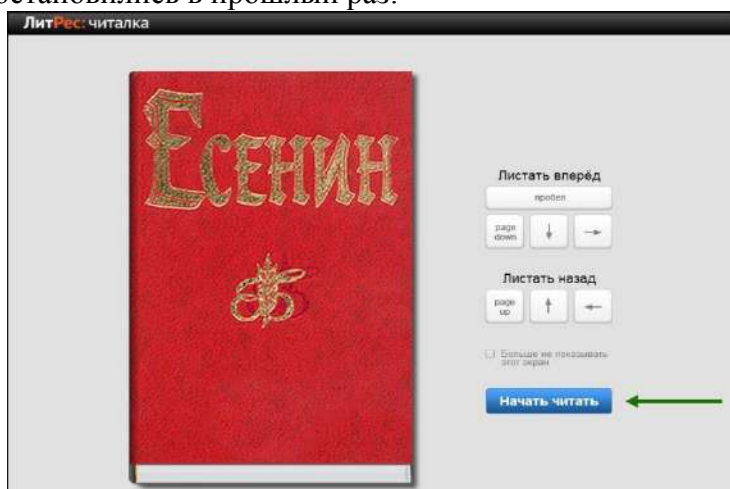 остановились в прошлый раз.
ЛитРес: читалка
Есенин
Листать вперёд
пробел
page
down
Листать назад
page
up
Больше не показывать
этот экран
Начать читать